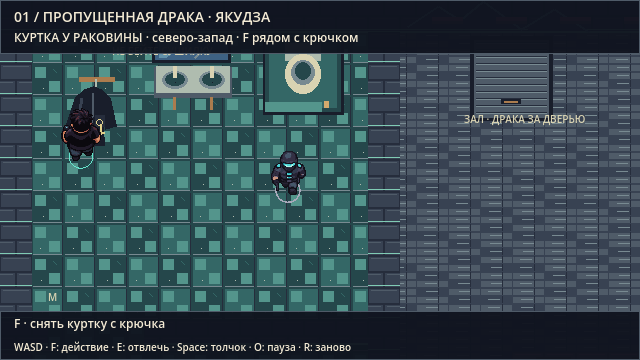 01 / ПРОПУЩЕННАЯ ДРАКА · ЯКУДЗА
КУРТКА У РАКОВИНЫ · северо-запад · F рядом с крючком
ЗАЛ · ДРАКА ЗА ДВЕРЬЮ
М
F · снять куртку с крючка
WASD · F: действие · E: отвлечь · Space: толчок · O: пауза · R: заново